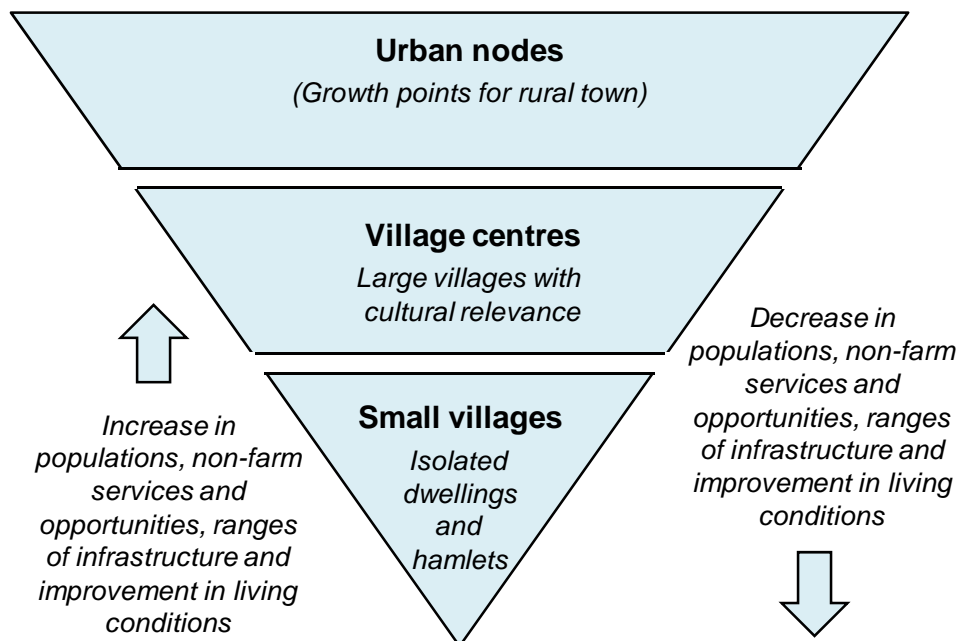 Urban nodes
(Growth points for rural town)
Village centres
Large villages with
cultural relevance
Small villages
Isolated
dwellings
and
hamlets
Increase in
populations, non-farm
services and
opportunities, ranges
of infrastructure and
improvement in living
conditions
Decrease in
populations, non-farm
services and
opportunities, ranges
of infrastructure and
improvement in living
conditions